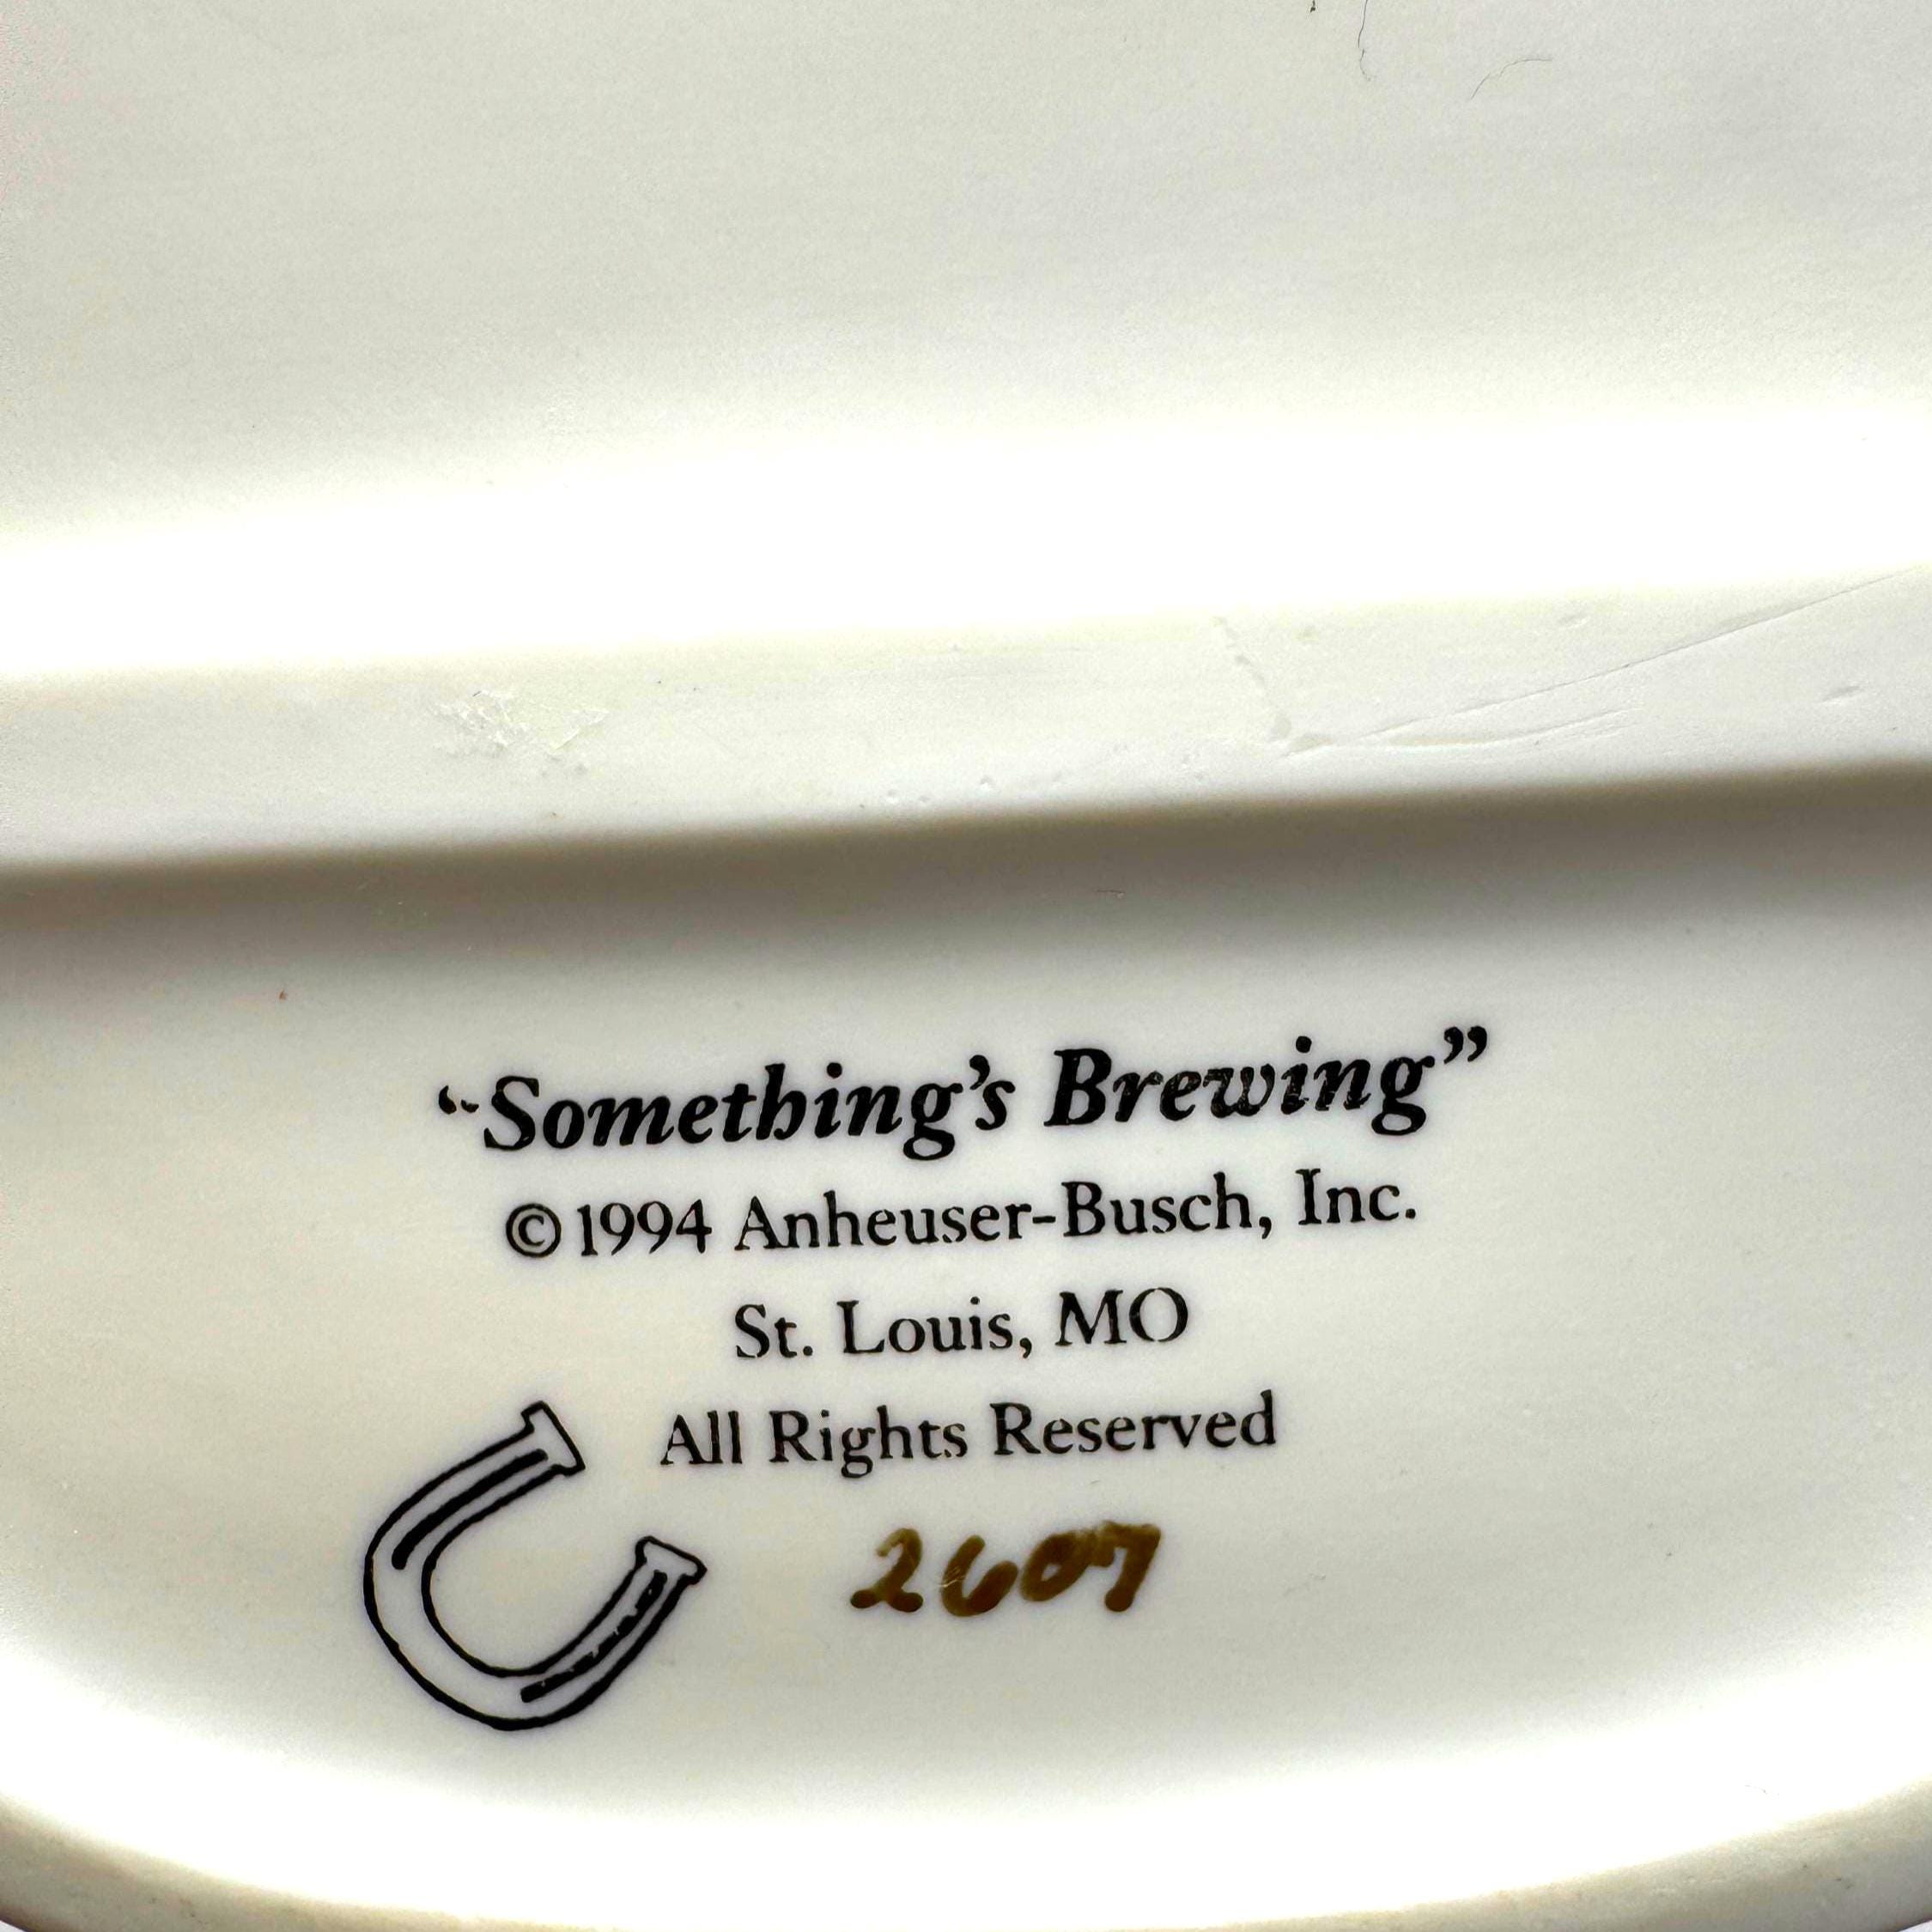 “Something’s Brewing”
©1994 Anheuser-Busch, Inc.
St. Louis, MO
All Rights Reserved
2607